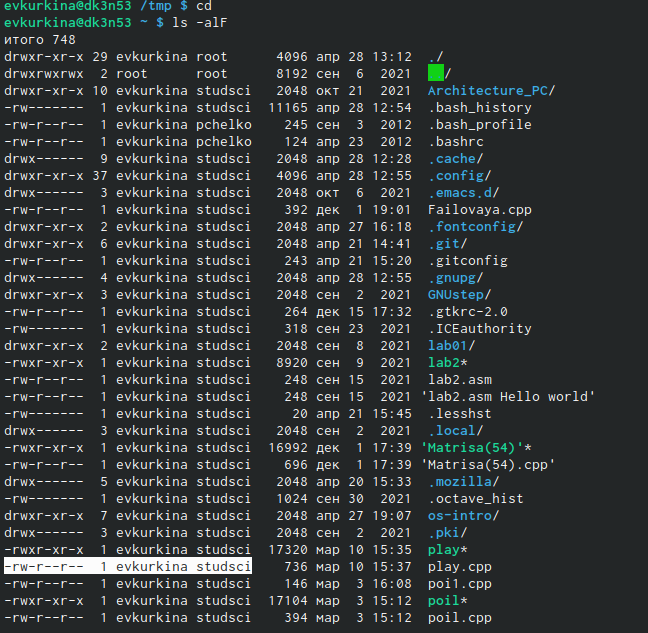 evkurkina@dk3n53 /tmp $ cd
evkurkina@dk3n53 ~ $ ls -alF
итого 748
drwxr-xr-x 29 evkurkina root 4096 апр 28 13:12 ./
drwxrwxrwx 2 root root 8192 сен 6 2021 ../
drwxr-xr-x 10 evkurkina studsci 2048 окт 21 2021 Architecture_PC/
-rw------- 1 evkurkina studsci 11165 апр 28 12:54 .bash_history
-rw-r--r-- 1 evkurkina pchelko 245 сен 3 2012 .bash_profile
-rw-r--r-- 1 evkurkina pchelko 124 апр 23 2012 .bashrc
drwx------ 9 evkurkina studsci 2048 апр 28 12:28 .cache/
drwxr-xr-x 37 evkurkina studsci 4096 апр 28 12:55 .config/
drwx------ 3 evkurkina studsci 2048 окт 6 2021 .emacs.d/
-rw-r--r-- 1 evkurkina studsci 392 дек 1 19:01 Failovaya.cpp
drwxr-xr-x 2 evkurkina studsci 2048 апр 27 16:18 .fontconfig/
drwxr-xr-x 6 evkurkina studsci 2048 апр 21 14:41 .git/
-rw-r--r-- 1 evkurkina studsci 243 апр 21 15:20 .gitconfig
drwx------ 4 evkurkina studsci 2048 апр 28 12:55 .gnupg/
drwxr-xr-x 3 evkurkina studsci 2048 сен 2 2021 GNUstep/
-rw-r--r-- 1 evkurkina studsci 264 дек 15 17:32 .gtkrc-2.0
-rw------- 1 evkurkina studsci 318 сен 23 2021 .ICEauthority
drwxr-xr-x 2 evkurkina studsci 2048 сен 8 2021 lab01/
-rwxr-xr-x 1 evkurkina studsci 8920 сен 9 2021 lab2*
-rw-r--r-- 1 evkurkina studsci 248 сен 15 2021 lab2.asm
-rw-r--r-- 1 evkurkina studsci 248 сен 15 2021 'lab2.asm Hello world'
-rw------- 1 evkurkina studsci 20 апр 21 15:45 .lesshst
drwx------ 3 evkurkina studsci 2048 сен 2 2021 .local/
-rwxr-xr-x 1 evkurkina studsci 16992 дек 1 17:39 'Matrisa(54)'*
-rw-r--r-- 1 evkurkina studsci 696 дек 1 17:39 'Matrisa(54).cpp'
drwx------ 5 evkurkina studsci 2048 апр 20 15:33 .mozilla/
-rw------- 1 evkurkina studsci 1024 сен 30 2021 .octave_hist
drwxr-xr-x 7 evkurkina studsci 2048 апр 27 19:07 os-intro/
drwx------ 3 evkurkina studsci 2048 сен 2 2021 .pki/
-rwxr-xr-x 1 evkurkina studsci 17320 мар 10 15:35 play*
-rw-r--r-- 1 evkurkina studsci 736 мар 10 15:37 play.cpp
-rw-r--r-- 1 evkurkina studsci 146 мар 3 16:08 poi1.cpp
-rwxr-xr-x 1 evkurkina studsci 17104 мар 3 15:12 poil*
-rw-r--r-- 1 evkurkina studsci 394 мар 3 15:12 poil.cpp